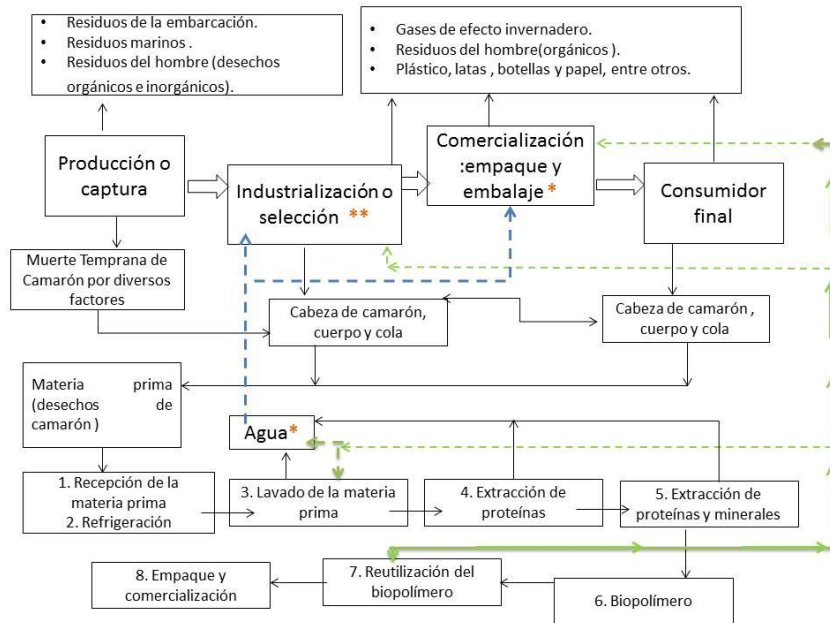 • Residuos de la embarcación.
• Residuos marinos .
• Residuos del hombre (desechos
orgánicos e inorgánicos).
• Gases de efecto invernadero.
• Residuos del hombre(orgánicos ).
• Plástico, latas , botellas y papel, entre otros.
Producción o
captura
Industrialización o
selección **
Comercialización
:empaque y
embalaje *
Consumidor
final
Muerte Temprana de
Camarón por diversos
factores
Cabeza de camarón,
cuerpo y cola
Cabeza de camarón ,
cuerpo y cola
Materia prima
(desechos de
camarón )
Agua*
1. Recepción de la
materia prima
2. Refrigeración
3. Lavado de la materia
prima
4. Extracción de
proteínas
5. Extracción de
proteínas y minerales
8. Empaque y
comercialización
7. Reutilización del
biopolímero
6. Biopolímero